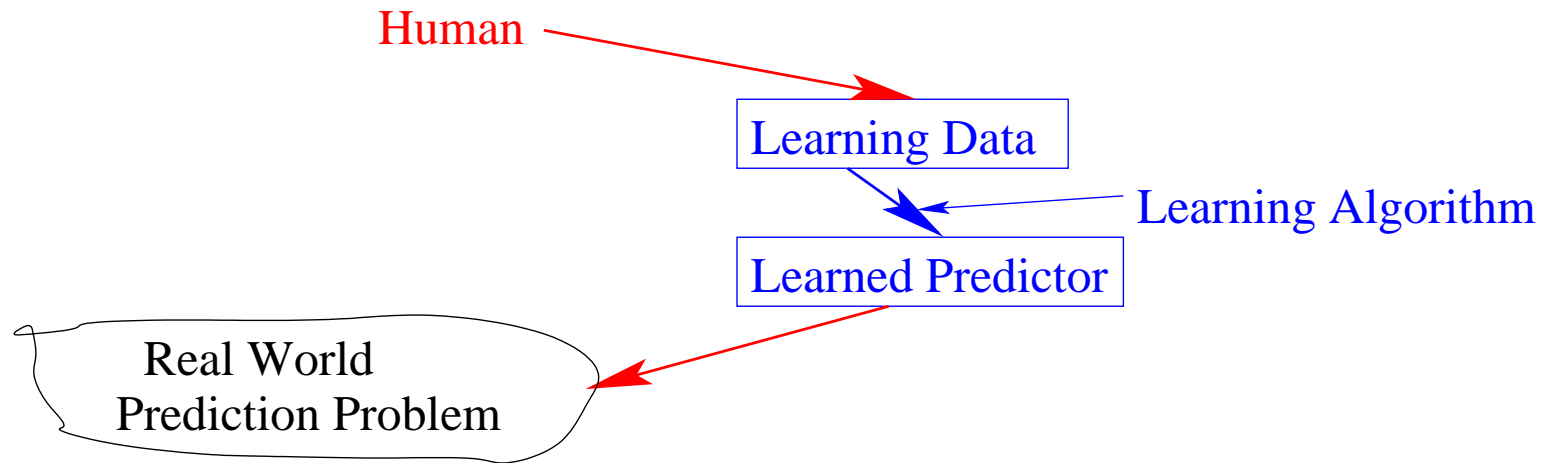 Human
Learning Data
Learning Algorithm
Learned Predictor
Real World
Prediction Problem